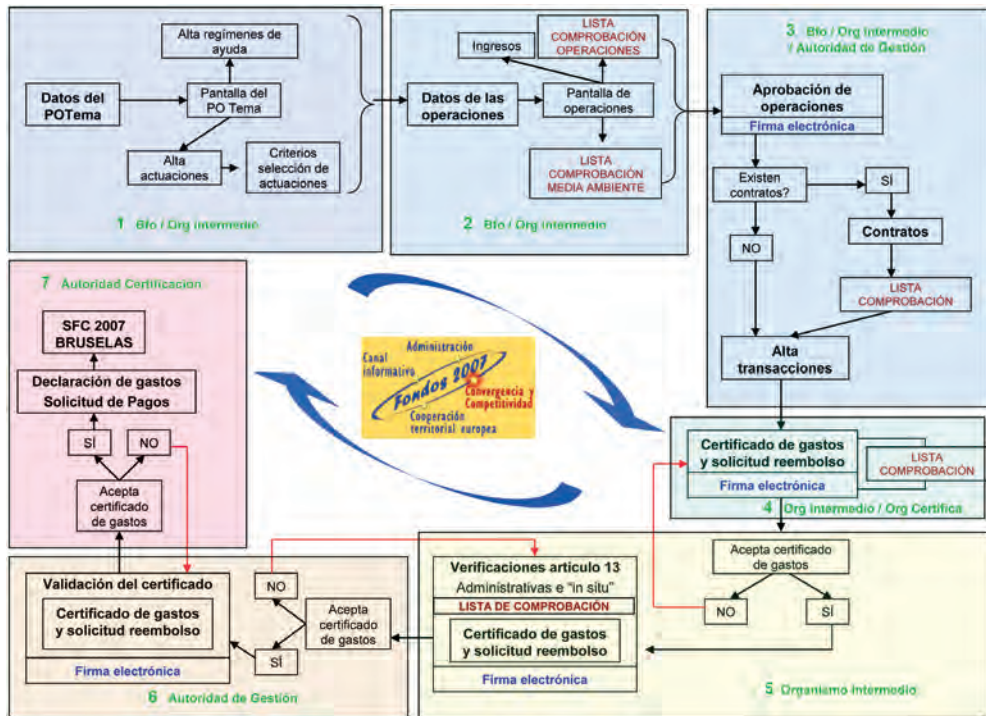 Alta regímenes de
ayuda
Datos del
POTema
Pantalla del
PO Tema
Alta
actuaciones
Criterios
selección de
actuaciones
1 Bfo / Org Intermedio
Ingresos
LISTA
COMPROBACIÓN
OPERACIONES
Datos de las
operaciones
Pantalla de
operaciones
LISTA
COMPROBACIÓN
MEDIA AMBIENTE
2 Bfo / Org Intermedio
3 Bfo / Org Intermedio
/ Autoridad de Gestión
Aprobación de
operaciones
Firma electrónica
Existen
contratos?
SÍ
NO
Contratos
LISTA
COMPROBACIÓN
Alta
transacciones
7 Autoridad Certificación
SFC 2007
BRUSELAS
Declaración de gastos
Solicitud de Pagos
SÍ
NO
Acepta
certificado
de gastos
Administración
Canal
informativo
Fondos 2007
Convergencia y
Competitividad
Cooperación
territorial europea
Certificado de gastos
y solicitud reembolso
Firma electrónica
LISTA
COMPROBACIÓN
4 Org Intermedio / Org Certifica
Acepta certificado
de gastos
NO
SÍ
Verificaciones artículo 13
Administrativas e "in situ"
LISTA DE COMPROBACIÓN
Certificado de gastos
y solicitud reembolso
Firma electrónica
5 Organismo Intermedio
Validación del certificado
Certificado de gastos
y solicitud reembolso
Firma electrónica
NO
Acepta
certificado
de gastos
SÍ
6 Autoridad de Gestión